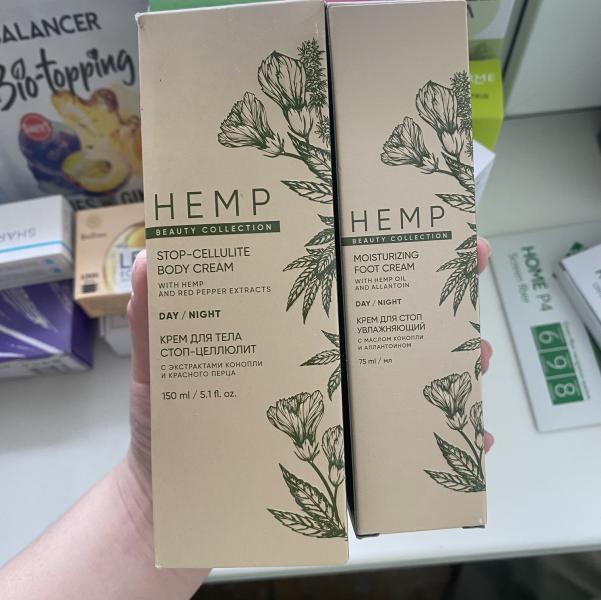 BALANCER
Bio-topping
HEMP
BEAUTY COLLECTION
STOP-CELLULITE
BODY CREAM
WITH HEMP
AND RED PEPPER EXTRACTS
DAY / NIGHT
КРЕМ ДЛЯ ТЕЛА
СТОП-ЦЕЛЛЮЛИТ
С ЭКСТРАКТАМИ КОНОПЛИ
И КРАСНОГО ПЕРЦА
150 ml / 5.1 fl. oz.
HEMP
BEAUTY COLLECTION
MOISTURIZING
FOOT CREAM
WITH HEMP OIL
AND ALLANTOIN
DAY / NIGHT
КРЕМ ДЛЯ СТОП
УВЛАЖНЯЮЩИЙ
С МАСЛОМ КОНОПЛИ
И АЛЛАНТОИНОМ
75 ml / мл
SHAR
HOME P4
698